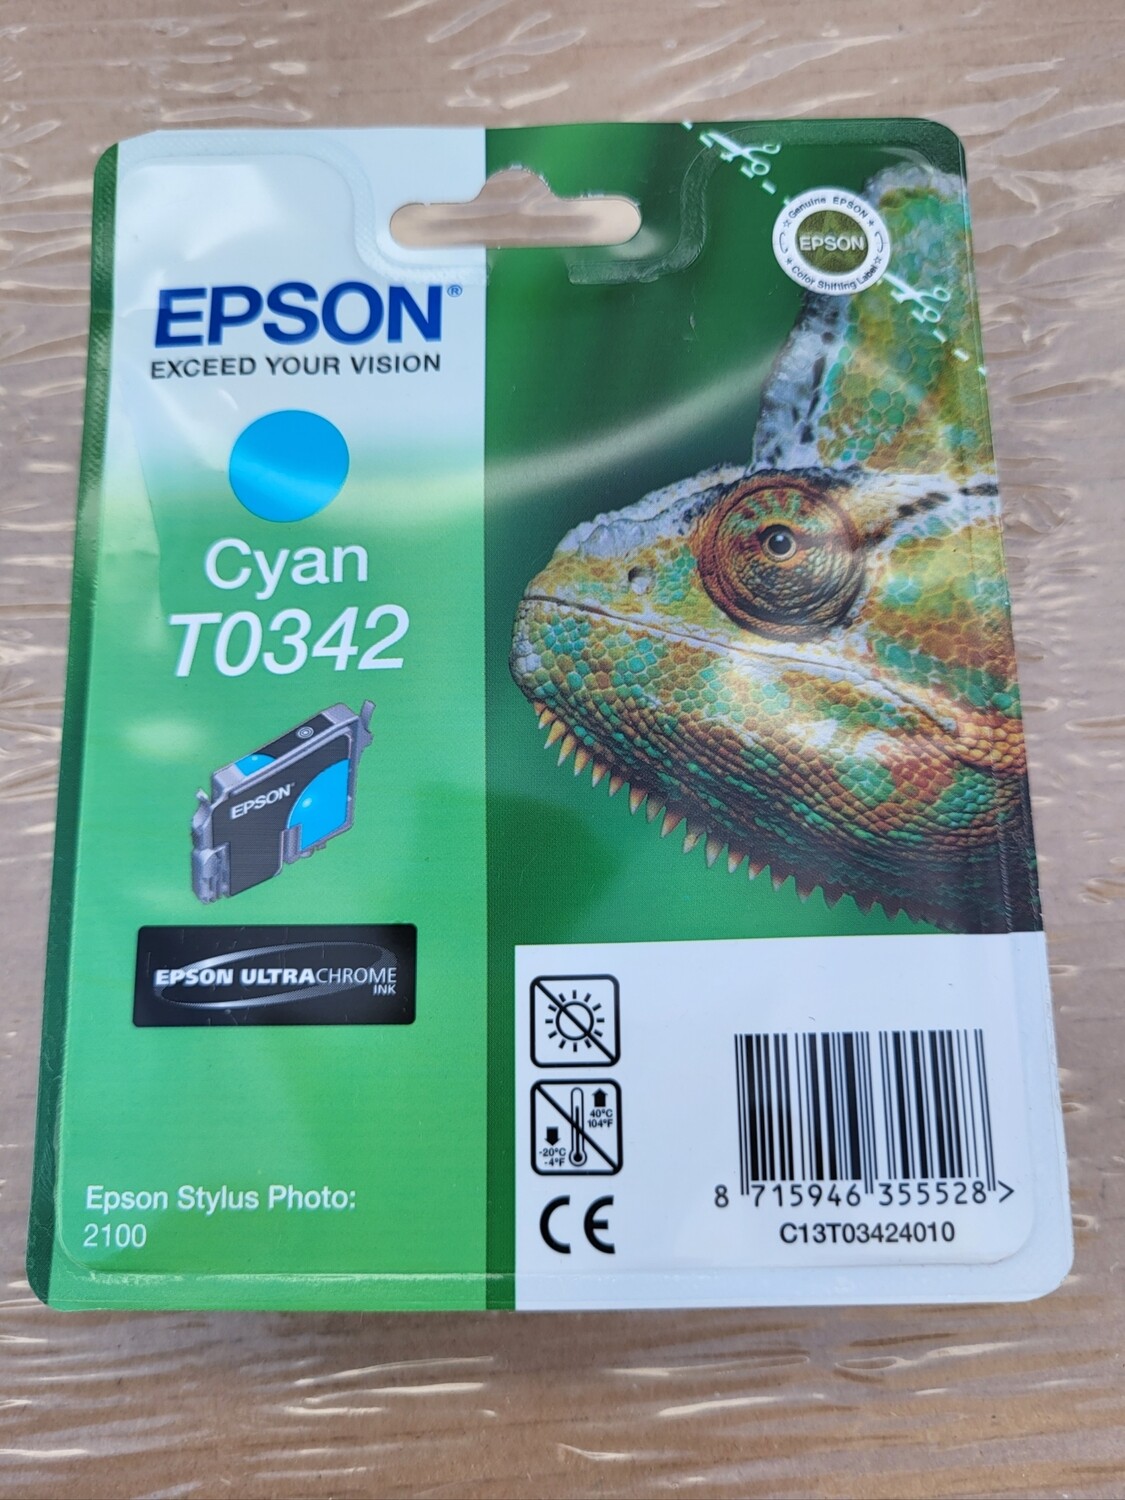 Genuine EPSON
EPSON
Color Shifting Label
EPSON®
EXCEED YOUR VISION
Cyan
T0342
EPSON
EPSON ULTRACHROME
INK
40°C
104°F
-20°C
-4°F
CE
8 715946 355528 >
C13T03424010
Epson Stylus Photo:
2100